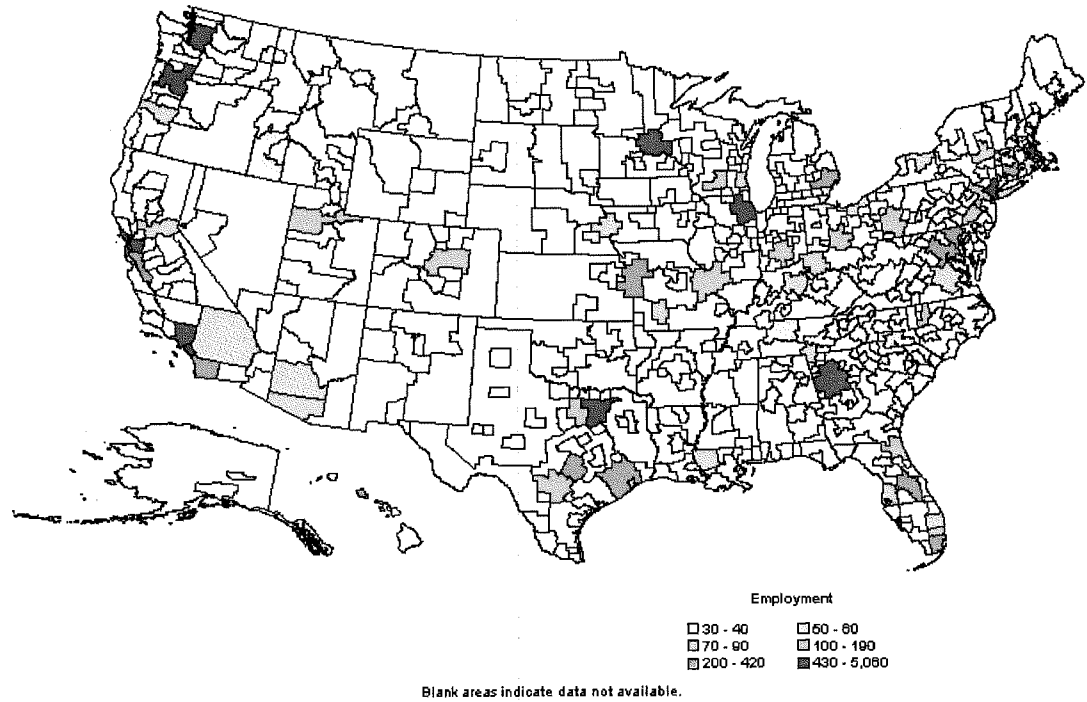 Employment
30 - 40 50 - 60
70 - 90 100 - 190
200 - 420 430 - 5,060
Blank areas indicate data not available.